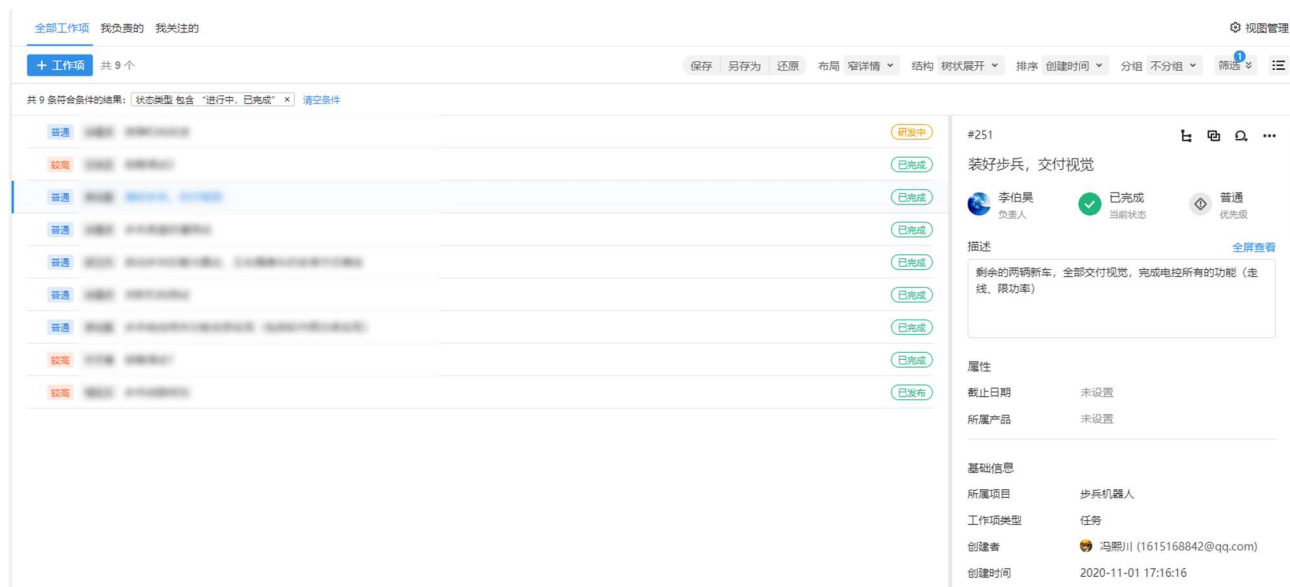 全部工作项 我负责的 我关注的 视图管理
+ 工作项 共 9 个 保存 另存为 还原 布局 窄详情 结构 树状展开 排序 创建时间 分组 不分组 筛选 1
共 9 条符合条件的结果: 状态类型 包含 “进行中, 已完成” × 清空条件
普通 研发中
较高 已完成
普通 已完成
普通 已完成
普通 已完成
普通 已完成
普通 已完成
较高 已完成
较高 已发布
#251
装好步兵，交付视觉
李伯昊 已完成 普通
负责人 当前状态 优先级
描述 全屏查看
剩余的两辆新车，全部交付视觉，完成电控所有的功能（走
线、限功率）
属性
截止日期 未设置
所属产品 未设置
基础信息
所属项目 步兵机器人
工作项类型 任务
创建者 冯熙川 (1615168842@qq.com)
创建时间 2020-11-01 17:16:16